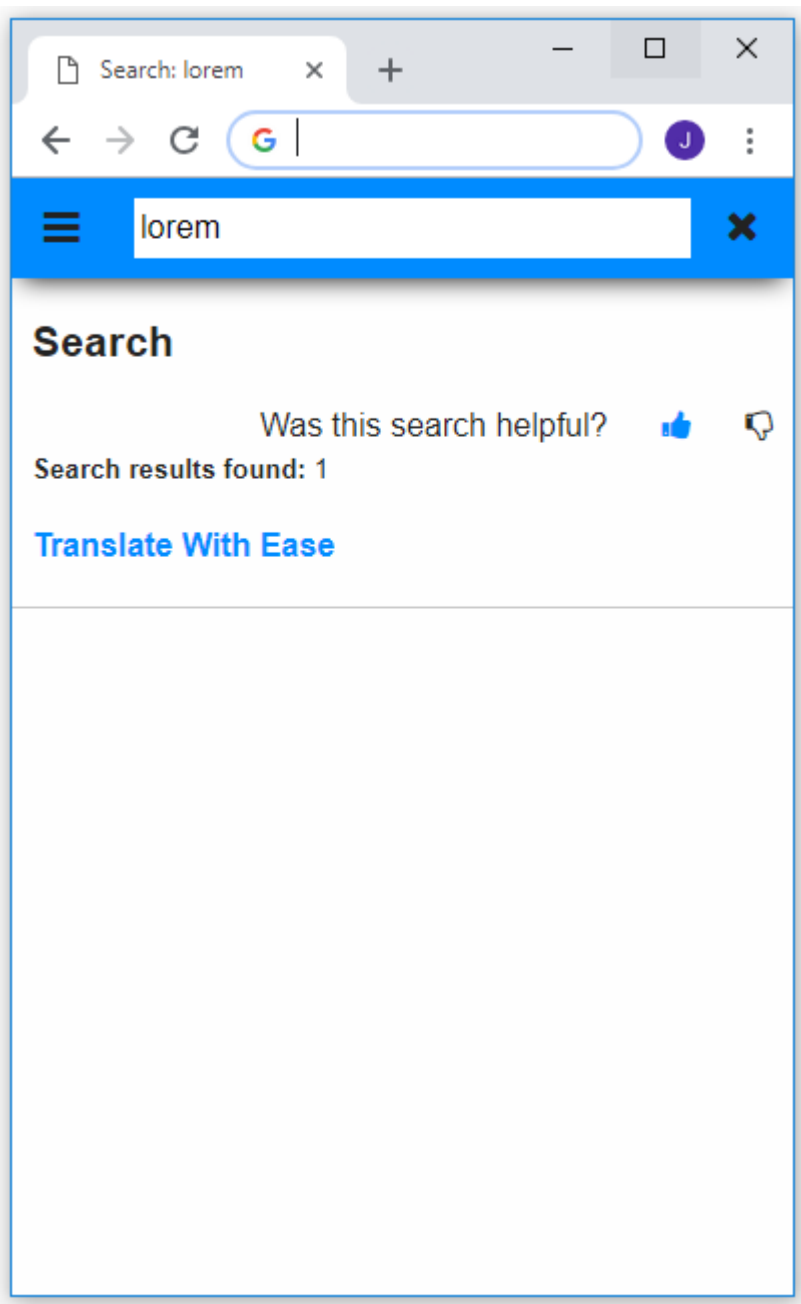 Search: lorem
J
lorem
Search
Was this search helpful?
Search results found: 1
Translate With Ease